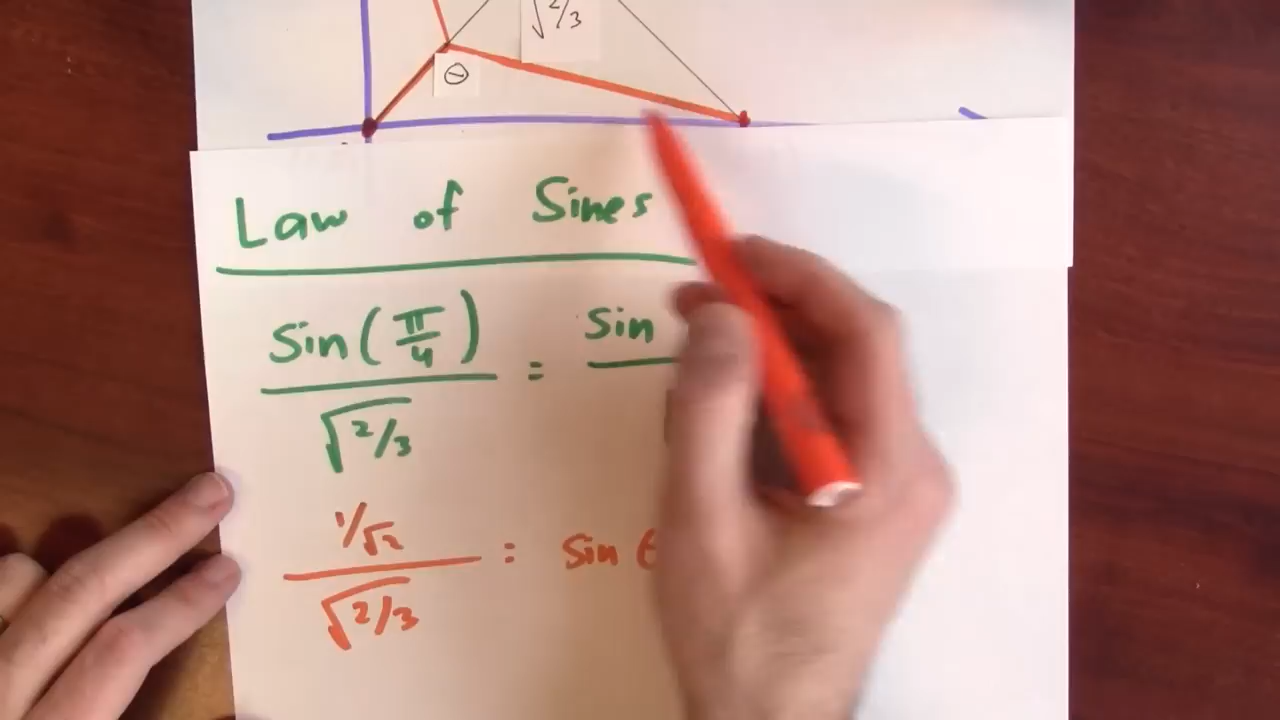 √2/3
θ
Law of Sines
sin(π/4) / √2/3 = sin
1/√2 / √2/3 = sin θ